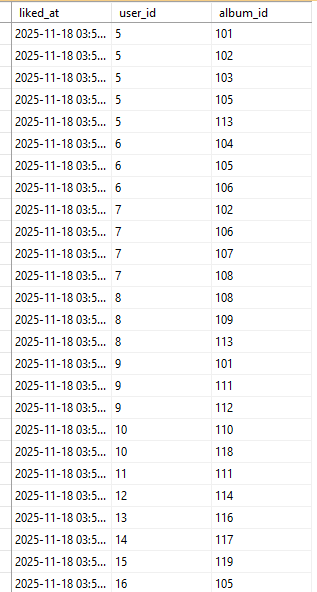 liked_at user_id album_id
2025-11-18 03:5... 5 101
2025-11-18 03:5... 5 102
2025-11-18 03:5... 5 103
2025-11-18 03:5... 5 105
2025-11-18 03:5... 5 113
2025-11-18 03:5... 6 104
2025-11-18 03:5... 6 105
2025-11-18 03:5... 6 106
2025-11-18 03:5... 7 102
2025-11-18 03:5... 7 106
2025-11-18 03:5... 7 107
2025-11-18 03:5... 7 108
2025-11-18 03:5... 8 108
2025-11-18 03:5... 8 109
2025-11-18 03:5... 8 113
2025-11-18 03:5... 9 101
2025-11-18 03:5... 9 111
2025-11-18 03:5... 9 112
2025-11-18 03:5... 10 110
2025-11-18 03:5... 10 118
2025-11-18 03:5... 11 111
2025-11-18 03:5... 12 114
2025-11-18 03:5... 13 116
2025-11-18 03:5... 14 117
2025-11-18 03:5... 15 119
2025-11-18 03:5... 16 105